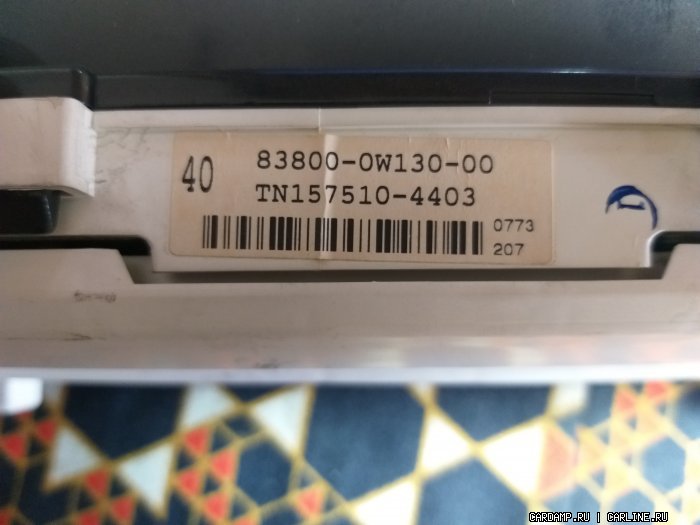 40
83800-0W130-00
TN157510-4403
0773
207
CARDAMP.RU | CARLINE.RU